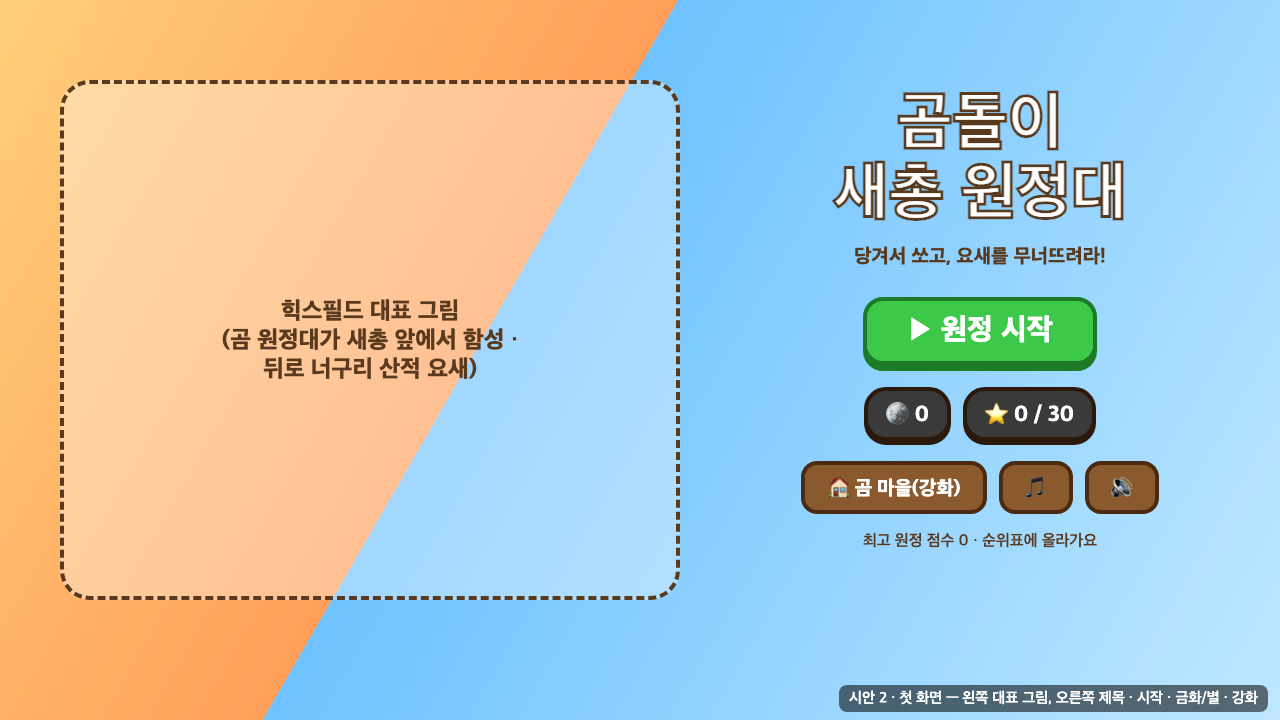 힉스필드 대표 그림
(곰 원정대가 새총 앞에서 함성 ·
뒤로 너구리 산적 요새)
곰돌이
새총 원정대
당겨서 쏘고, 요새를 무너뜨려라!
▶ 원정 시작
0
⭐ 0 / 30
🏠 곰 마을(강화)
🎵
🔊
최고 원정 점수 0 · 순위표에 올라가요
시안 2 · 첫 화면 — 왼쪽 대표 그림, 오른쪽 제목 · 시작 · 금화/별 · 강화